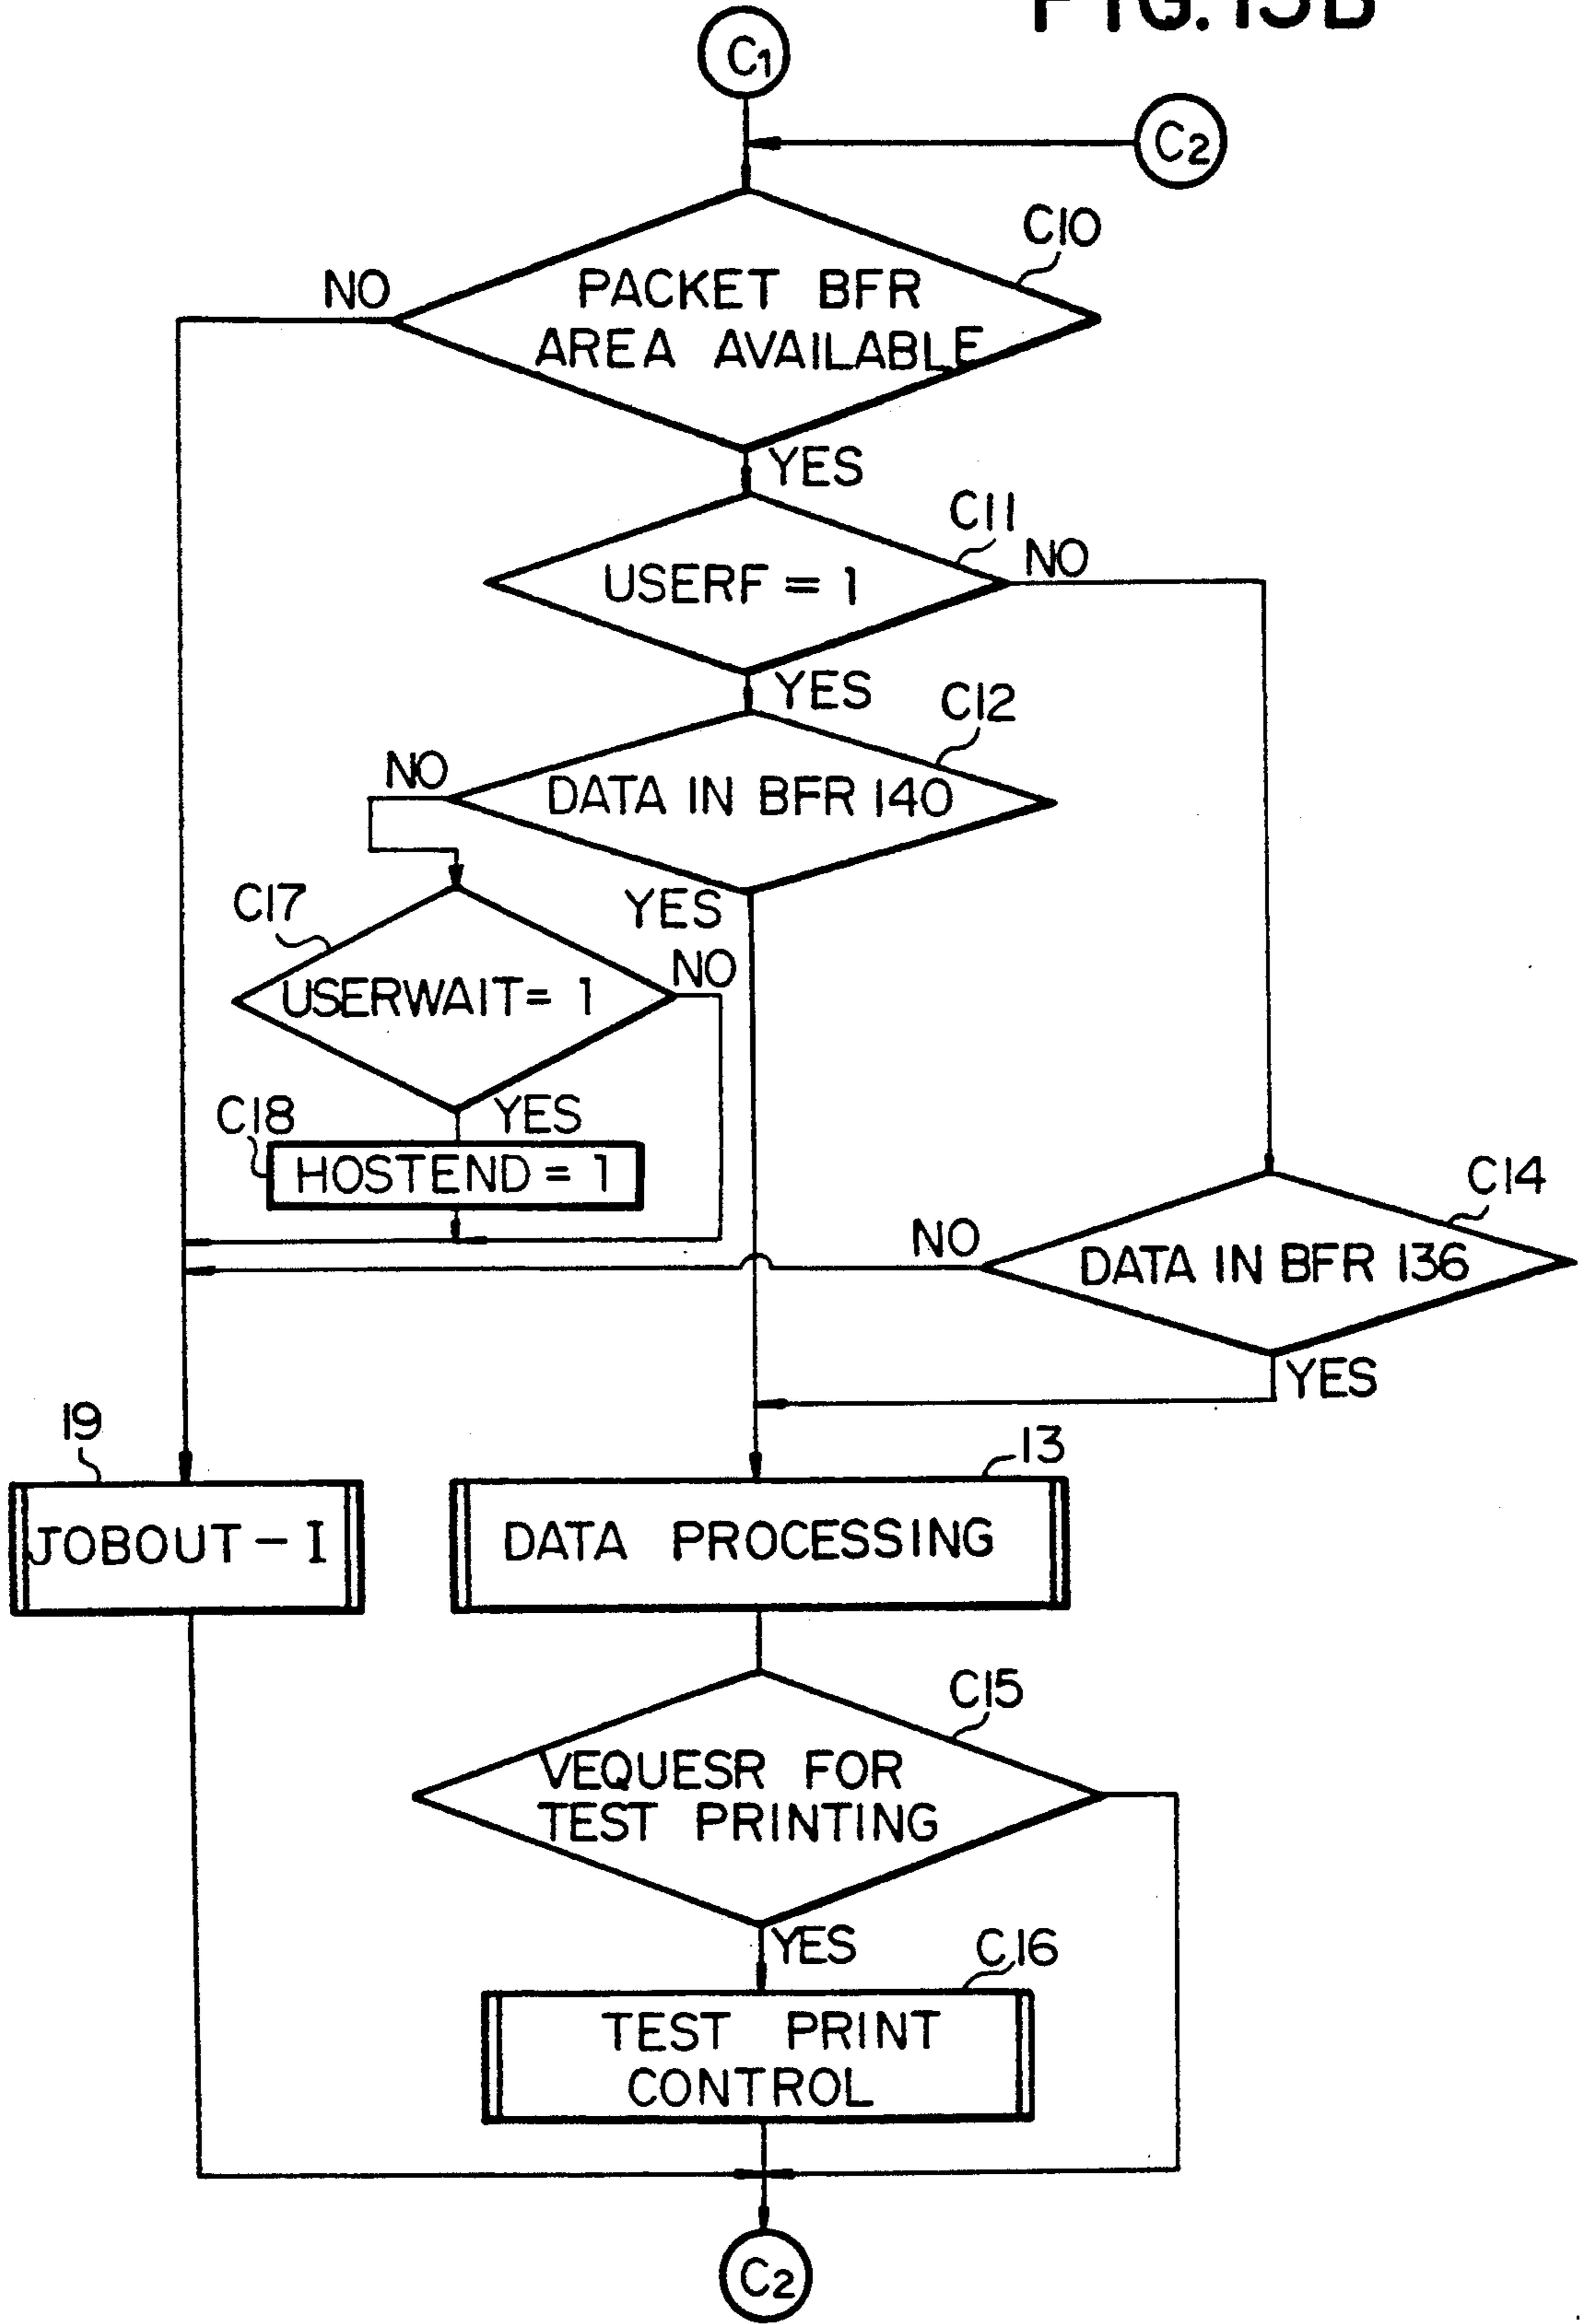 FIG. 15B
C1
C2
C10
NO
PACKET BFR
AREA AVAILABLE
YES
C11
NO
USERF = 1
YES
C12
NO
DATA IN BFR 140
C17
YES
NO
USERWAIT = 1
C18
YES
HOSTEND = 1
C14
NO
DATA IN BFR 136
YES
19
13
JOBOUT - I
DATA PROCESSING
C15
VEQUESR FOR
TEST PRINTING
YES
C16
TEST PRINT
CONTROL
C2